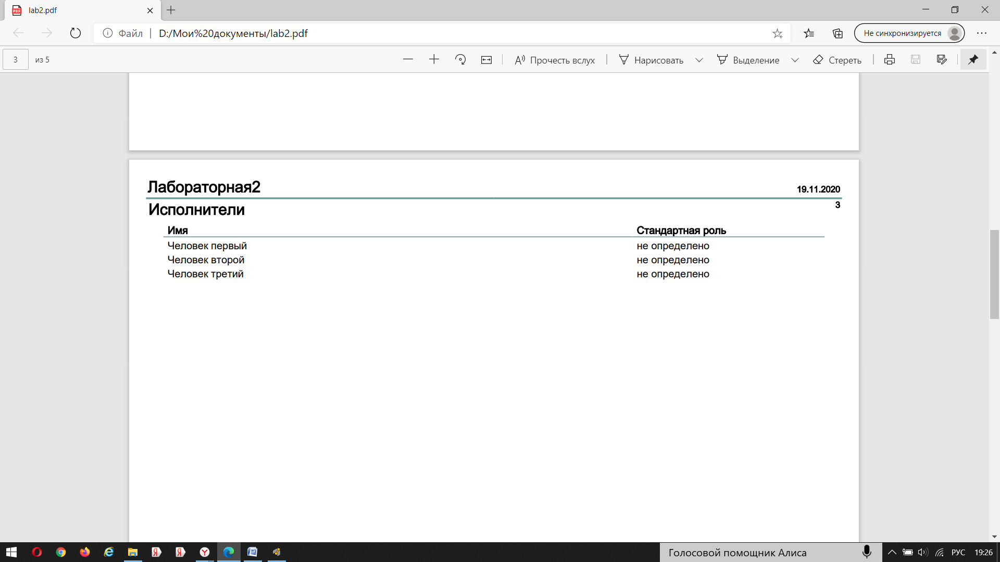 lab2.pdf
Файл | D:/Мои%20документы/lab2.pdf
Не синхронизируется
3 из 5
Прочесть вслух
Нарисовать
Выделение
Стереть
Лабораторная2
19.11.2020
3
Исполнители
Имя Стандартная роль
Человек первый не определено
Человек второй не определено
Человек третий не определено
Голосовой помощник Алиса
РУС
19:26